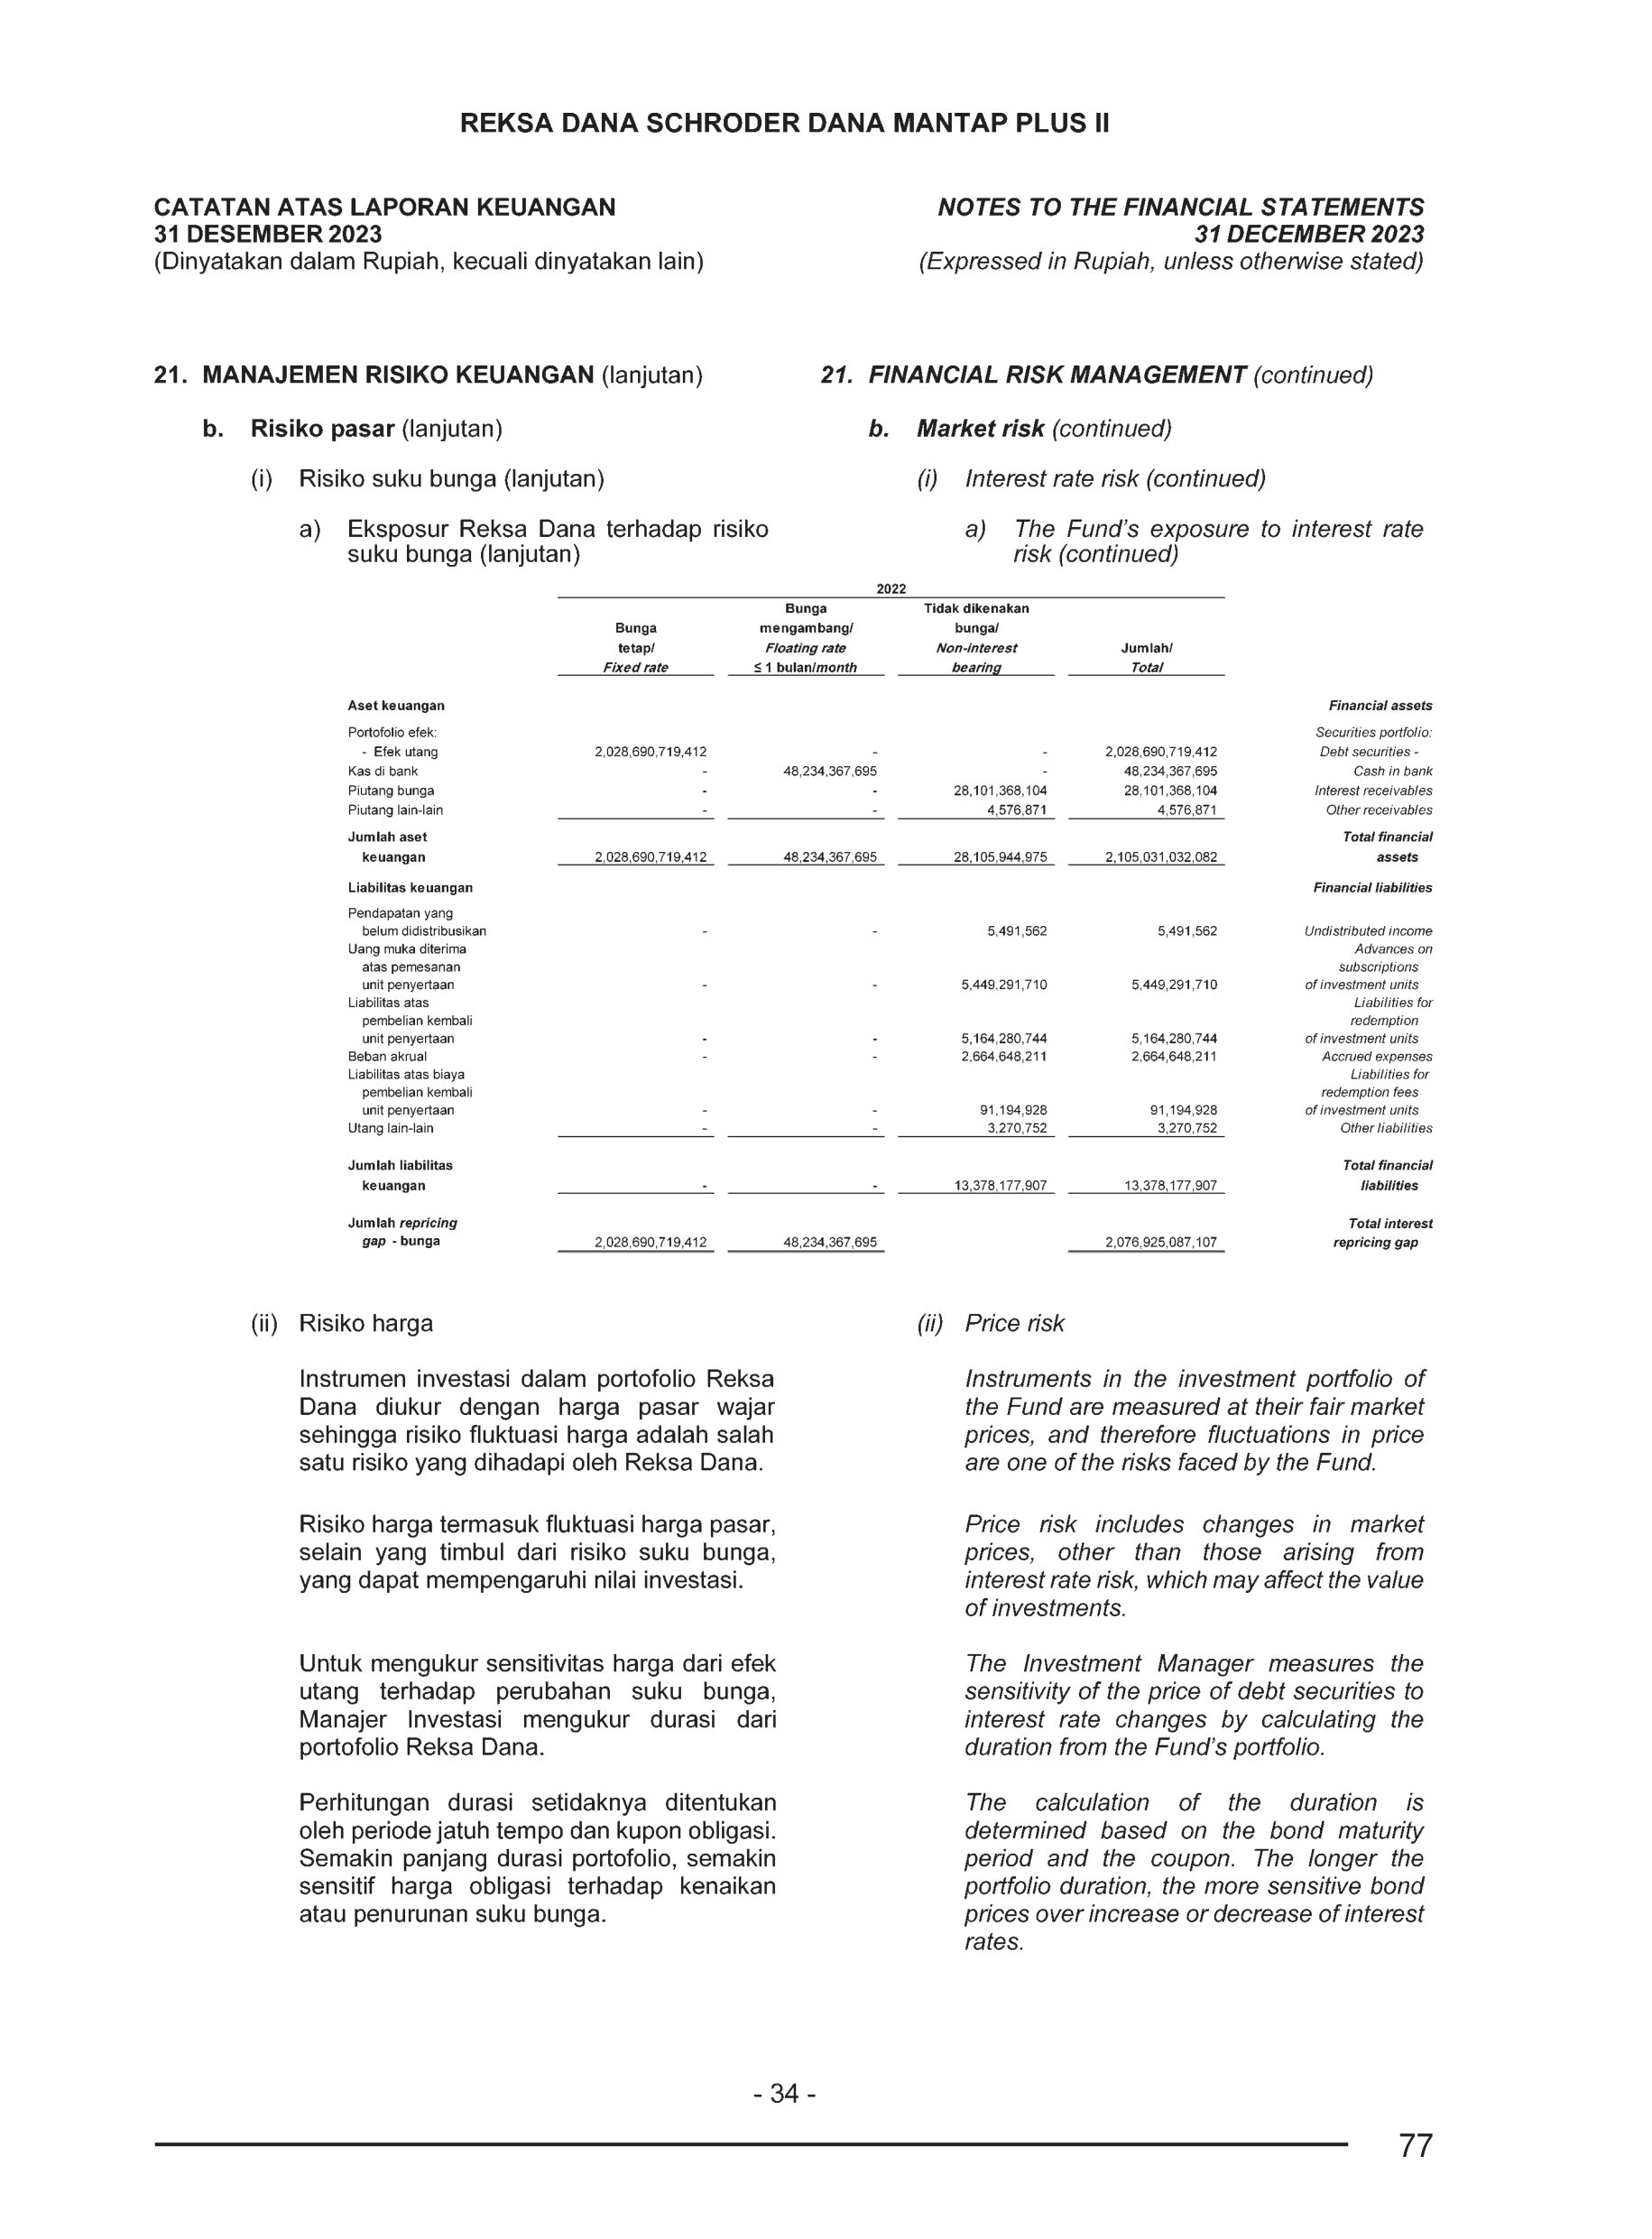 REKSA DANA SCHRODER DANA MANTAP PLUS II
CATATAN ATAS LAPORAN KEUANGAN
31 DESEMBER 2023
(Dinyatakan dalam Rupiah, kecuali dinyatakan lain)
NOTES TO THE FINANCIAL STATEMENTS
31 DECEMBER 2023
(Expressed in Rupiah, unless otherwise stated)
21. MANAJEMEN RISIKO KEUANGAN (lanjutan)
b. Risiko pasar (lanjutan)
(i) Risiko suku bunga (lanjutan)
a) Eksposur Reksa Dana terhadap risiko
suku bunga (lanjutan)
21. FINANCIAL RISK MANAGEMENT (continued)
b. Market risk (continued)
(i) Interest rate risk (continued)
a) The Fund's exposure to interest rate
risk (continued)
2022
Bunga Tidak dikenakan
Bunga mengambang/ bunga/
tetap/ Floating rate Non-interest Jumlah/
Fixed rate ≤ 1 bulan/month bearing Total
Aset keuangan Financial assets
Portofolio efek: Securities portfolio:
- Efek utang 2,028,690,719,412 - - 2,028,690,719,412 Debt securities -
Kas di bank - 48,234,367,695 - 48,234,367,695 Cash in bank
Piutang bunga - - 28,101,368,104 28,101,368,104 Interest receivables
Piutang lain-lain - - 4,576,871 4,576,871 Other receivables
Jumlah aset Total financial
keuangan 2,028,690,719,412 48,234,367,695 28,105,944,975 2,105,031,032,082 assets
Liabilitas keuangan Financial liabilities
Pendapatan yang
belum didistribusikan - - 5,491,562 5,491,562 Undistributed income
Uang muka diterima Advances on
atas pemesanan subscriptions
unit penyertaan - - 5,449,291,710 5,449,291,710 of investment units
Liabilitas atas Liabilities for
pembelian kembali redemption
unit penyertaan - - 5,164,280,744 5,164,280,744 of investment units
Beban akrual - - 2,664,648,211 2,664,648,211 Accrued expenses
Liabilitas atas biaya Liabilities for
pembelian kembali redemption fees
unit penyertaan - - 91,194,928 91,194,928 of investment units
Utang lain-lain - - 3,270,752 3,270,752 Other liabilities
Jumlah liabilitas Total financial
keuangan - - 13,378,177,907 13,378,177,907 liabilities
Jumlah repricing Total interest
gap - bunga 2,028,690,719,412 48,234,367,695 2,076,925,087,107 repricing gap
(ii) Risiko harga
Instrumen investasi dalam portofolio Reksa
Dana diukur dengan harga pasar wajar
sehingga risiko fluktuasi harga adalah salah
satu risiko yang dihadapi oleh Reksa Dana.
Risiko harga termasuk fluktuasi harga pasar,
selain yang timbul dari risiko suku bunga,
yang dapat mempengaruhi nilai investasi.
Untuk mengukur sensitivitas harga dari efek
utang terhadap perubahan suku bunga,
Manajer Investasi mengukur durasi dari
portofolio Reksa Dana.
Perhitungan durasi setidaknya ditentukan
oleh periode jatuh tempo dan kupon obligasi.
Semakin panjang durasi portofolio, semakin
sensitif harga obligasi terhadap kenaikan
atau penurunan suku bunga.
(ii) Price risk
Instruments in the investment portfolio of
the Fund are measured at their fair market
prices, and therefore fluctuations in price
are one of the risks faced by the Fund.
Price risk includes changes in market
prices, other than those arising from
interest rate risk, which may affect the value
of investments.
The Investment Manager measures the
sensitivity of the price of debt securities to
interest rate changes by calculating the
duration from the Fund's portfolio.
The calculation of the duration is
determined based on the bond maturity
period and the coupon. The longer the
portfolio duration, the more sensitive bond
prices over increase or decrease of interest
rates.
- 34 -
77